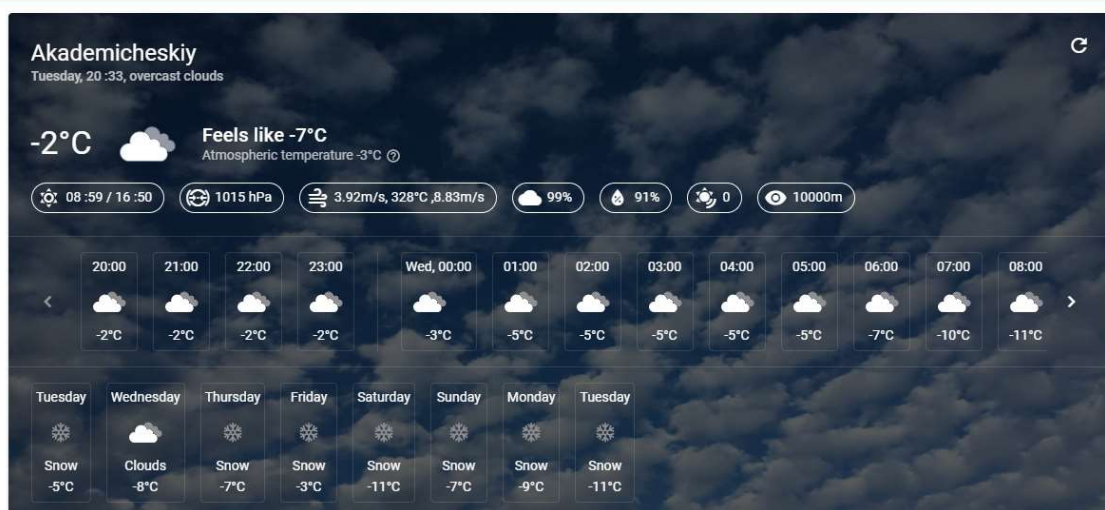 Akademicheskiy
Tuesday, 20 :33, overcast clouds
-2°C
Feels like -7°C
Atmospheric temperature -3°C
08 :59 / 16 :50 1015 hPa 3.92m/s, 328°C ,8.83m/s 99% 91% 0 10000m
20:00 21:00 22:00 23:00 Wed, 00:00 01:00 02:00 03:00 04:00 05:00 06:00 07:00 08:00
-2°C -2°C -2°C -2°C -3°C -5°C -5°C -5°C -5°C -5°C -7°C -10°C -11°C
Tuesday Wednesday Thursday Friday Saturday Sunday Monday Tuesday
Snow Clouds Snow Snow Snow Snow Snow Snow
-5°C -8°C -7°C -3°C -11°C -7°C -9°C -11°C